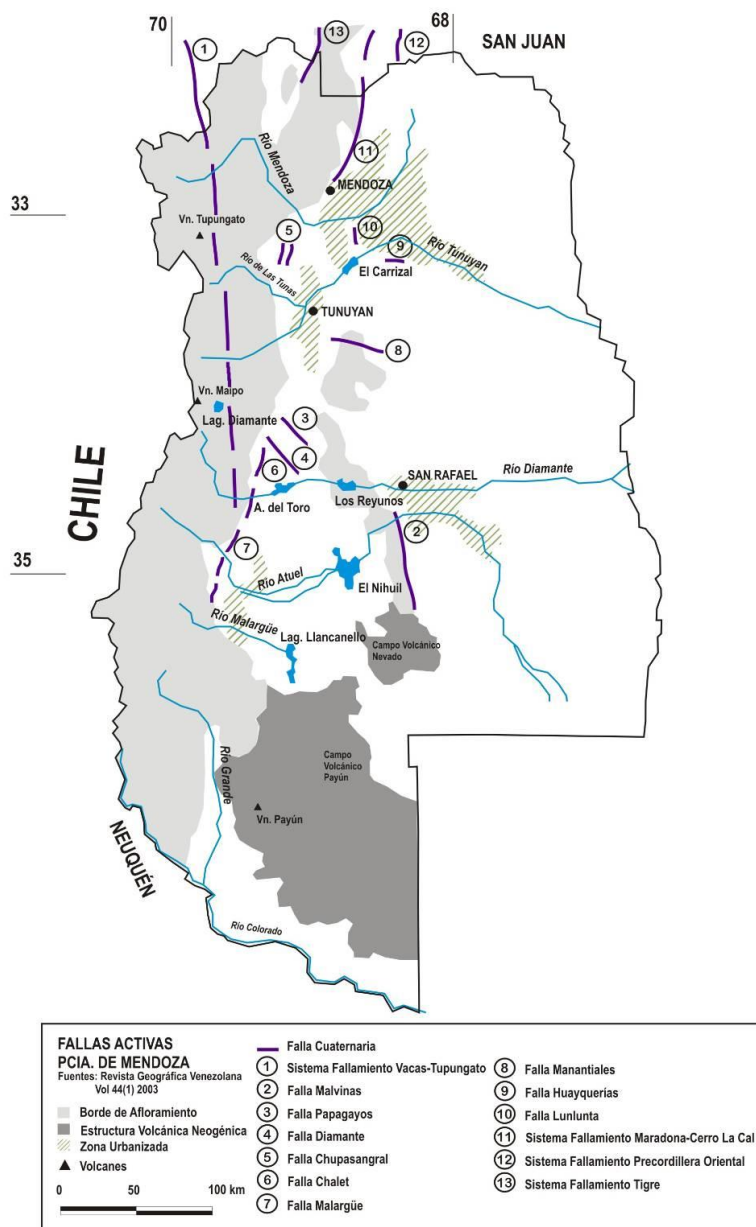 70
68
13
1
12
SAN JUAN
Río Mendoza
11
MENDOZA
33
Vn. Tupungato
5
10
9
Río Tunuyan
Río de Las Tunas
El Carrizal
TUNUYAN
8
Vn. Maipo
Lag. Diamante
3
4
CHILE
6
SAN RAFAEL
Río Diamante
A. del Toro
Los Reyunos
2
7
35
Río Atuel
El Nihuil
Río Malargüe
Lag. Llancanello
Campo Volcánico
Nevado
Río Grande
Campo
Volcánico
Payún
Vn. Payún
NEUQUÉN
Río Colorado
FALLAS ACTIVAS
PCIA. DE MENDOZA
Fuentes: Revista Geográfica Venezolana
Vol 44(1) 2003
Borde de Afloramiento
Estructura Volcánica Neogénica
Zona Urbanizada
Volcanes
0 50 100 km
Falla Cuaternaria
1 Sistema Fallamiento Vacas-Tupungato
2 Falla Malvinas
3 Falla Papagayos
4 Falla Diamante
5 Falla Chupasangral
6 Falla Chalet
7 Falla Malargüe
8 Falla Manantiales
9 Falla Huayquerías
10 Falla Lunlunta
11 Sistema Fallamiento Maradona-Cerro La Cal
12 Sistema Fallamiento Precordillera Oriental
13 Sistema Fallamiento Tigre